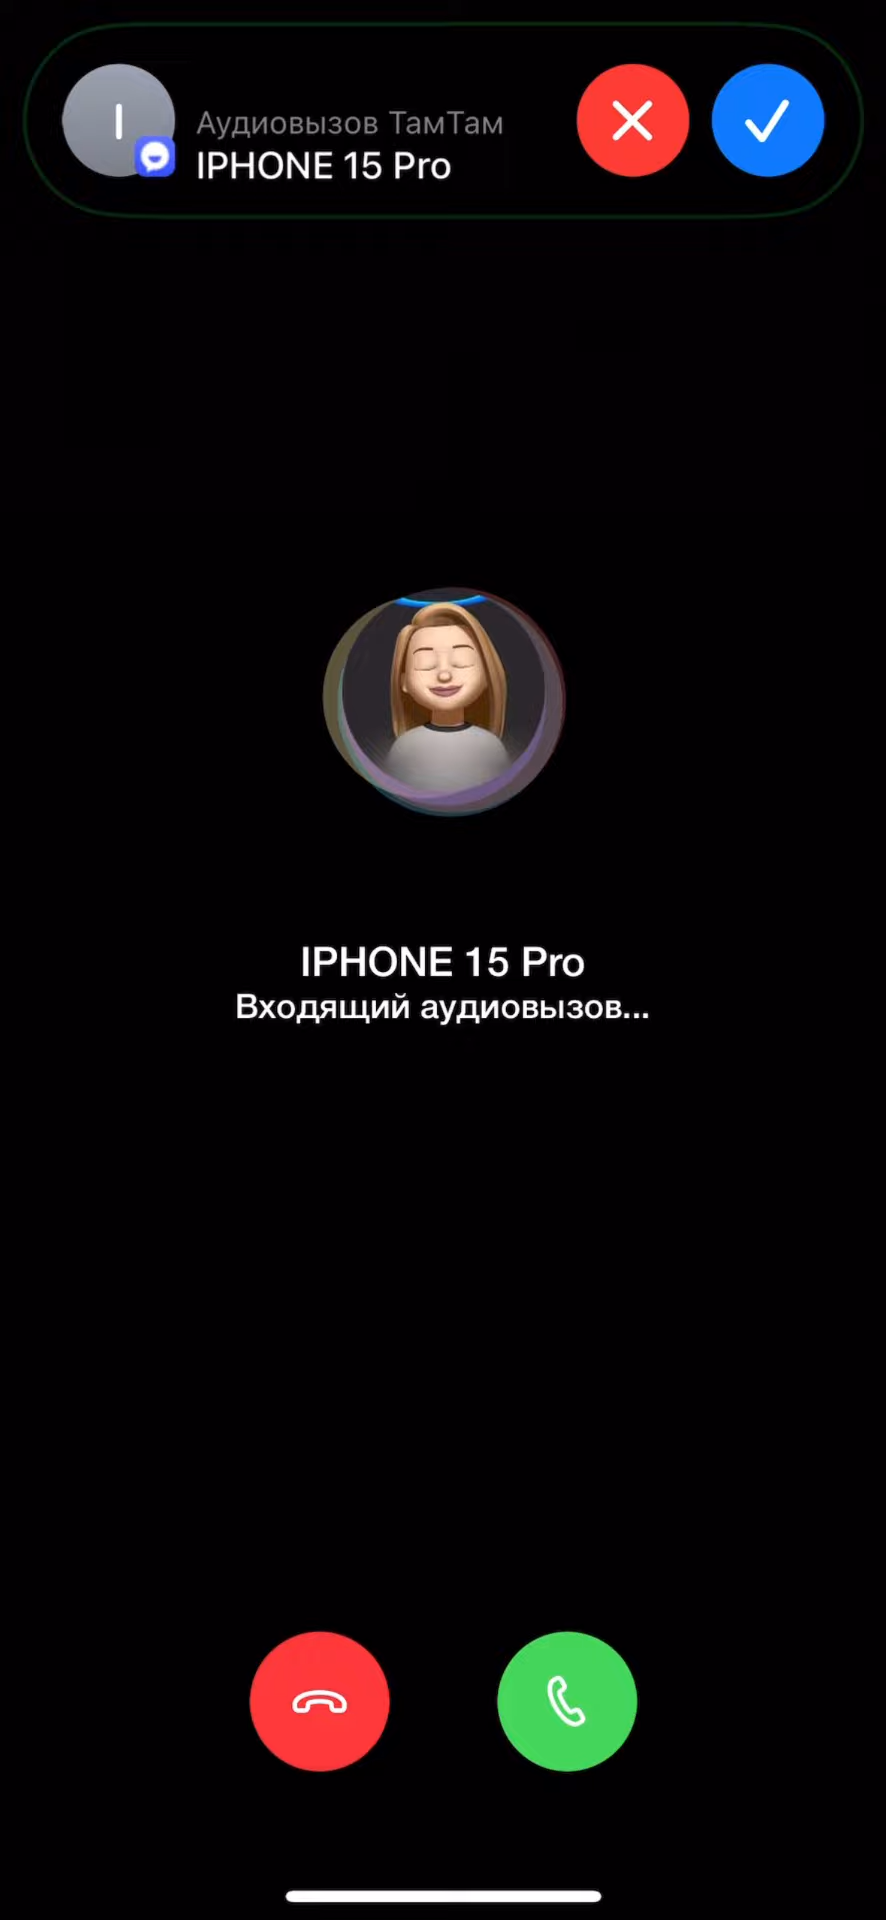 I
Аудиовызов ТамТам
IPHONE 15 Pro
IPHONE 15 Pro
Входящий аудиовызов...